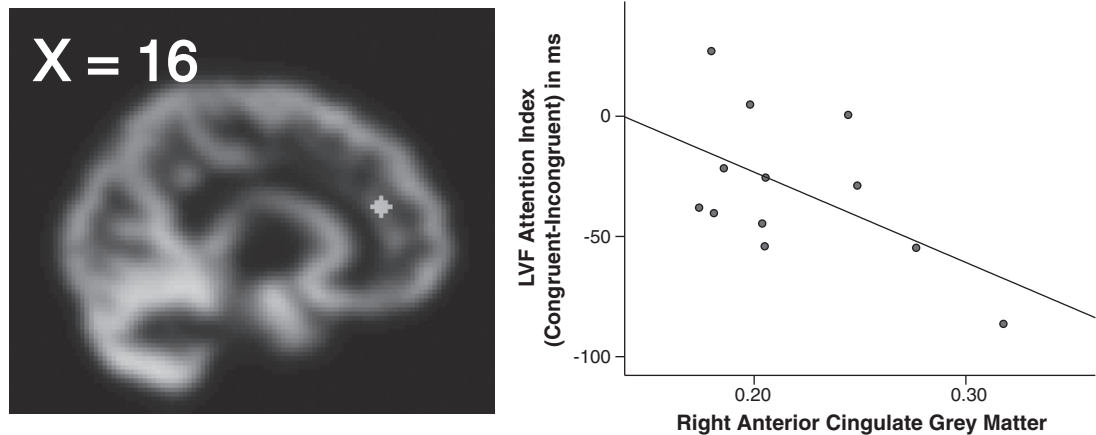 X = 16
LVF Attention Index
(Congruent-Incongruent) in ms
0
-50
-100
0.20
0.30
Right Anterior Cingulate Grey Matter